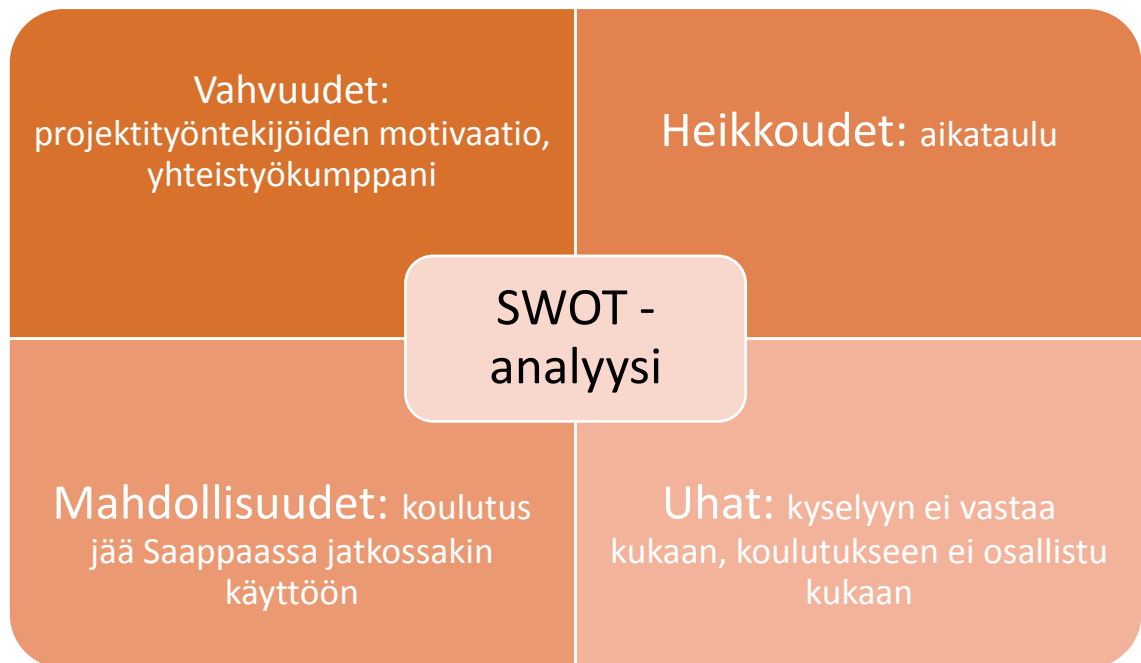 Vahvuudet:
projektityöntekijöiden motivaatio,
yhteistyökumppani
Heikkoudet: aikataulu
SWOT -
analyysi
Mahdollisuudet: koulutus
jää Saappaassa jatkossakin
käyttöön
Uhat: kyselyyn ei vastaa
kukaan, koulutukseen ei osallistu
kukaan